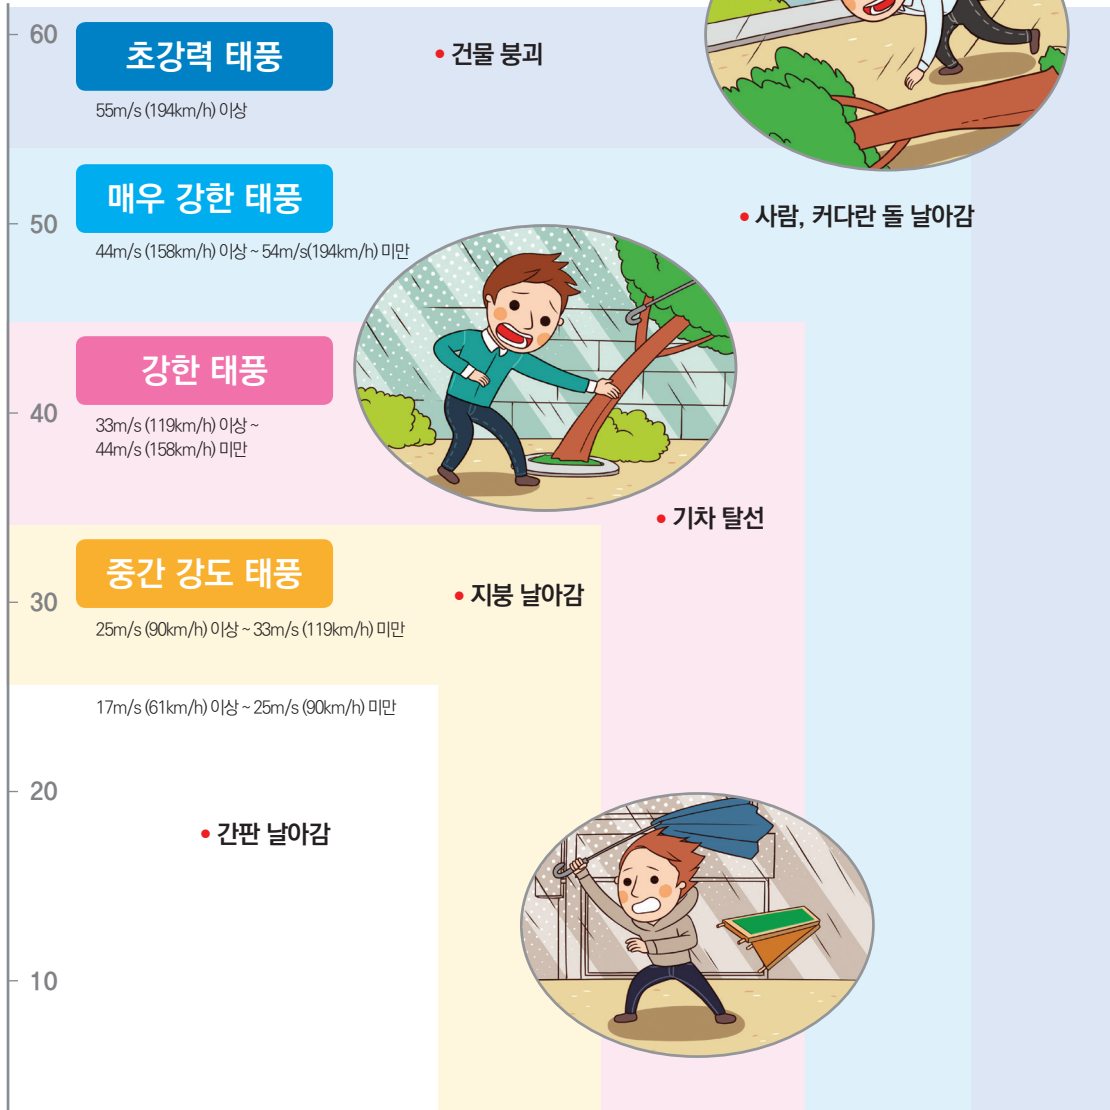 60
초강력 태풍
• 건물 붕괴
55m/s (194km/h) 이상
매우 강한 태풍
• 사람, 커다란 돌 날아감
50
44m/s (158km/h) 이상 ~ 54m/s(194km/h) 미만
강한 태풍
40
33m/s (119km/h) 이상 ~
44m/s (158km/h) 미만
• 기차 탈선
중간 강도 태풍
• 지붕 날아감
30
25m/s (90km/h) 이상 ~ 33m/s (119km/h) 미만
17m/s (61km/h) 이상 ~ 25m/s (90km/h) 미만
20
• 간판 날아감
10